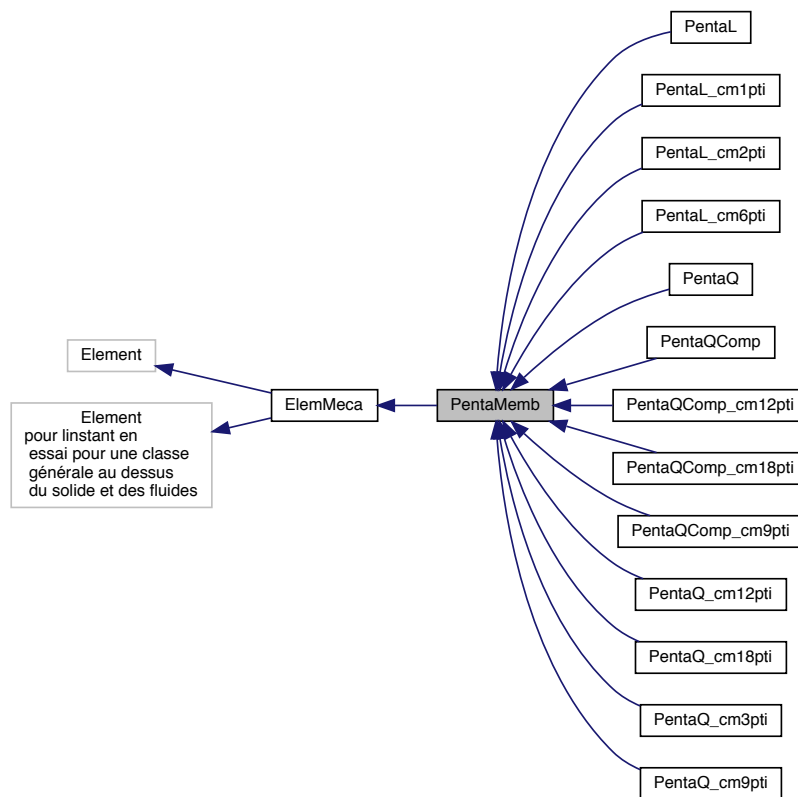 PentaL
PentaL_cm1pti
PentaL_cm2pti
PentaL_cm6pti
PentaQ
PentaQComp
Element
ElemMeca
PentaMemb
PentaQComp_cm12pti
Element
pour linstant en
essai pour une classe
générale au dessus
du solide et des fluides
PentaQComp_cm18pti
PentaQComp_cm9pti
PentaQ_cm12pti
PentaQ_cm18pti
PentaQ_cm3pti
PentaQ_cm9pti